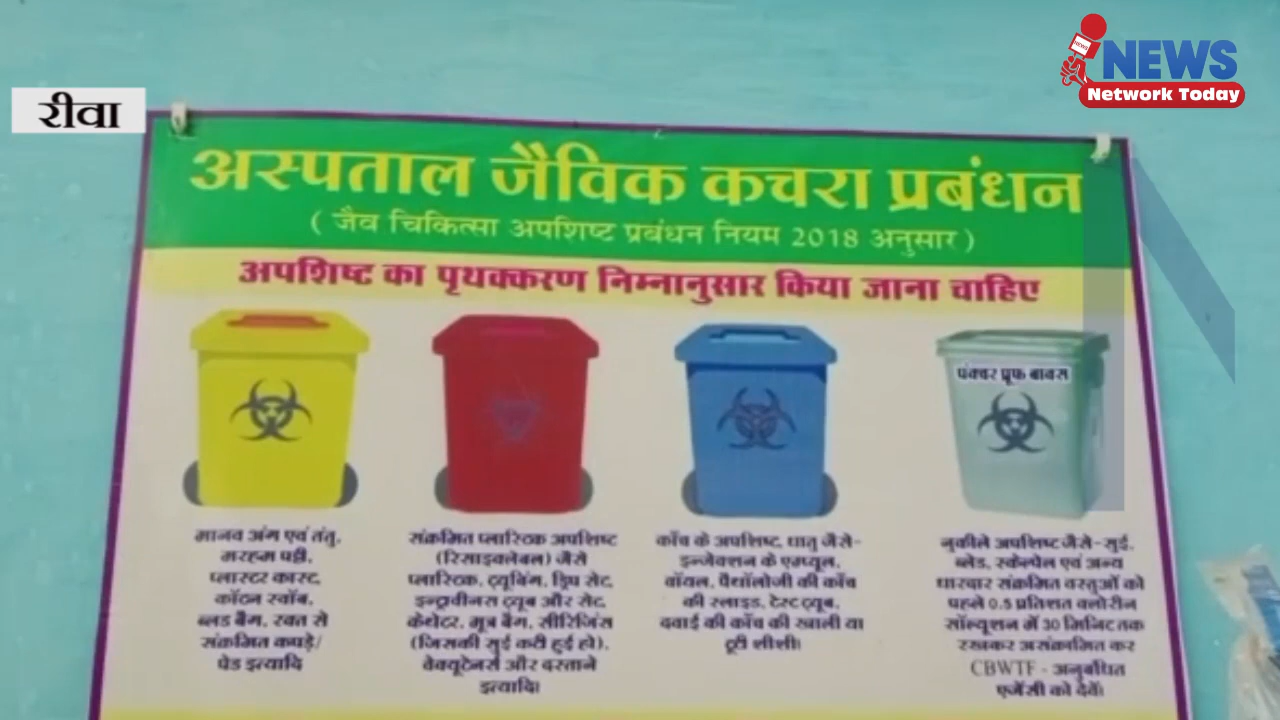 NEWS
Network Today
रीवा
अस्पताल जैविक कचरा प्रबंधन
( जैव चिकित्सा अपशिष्ट प्रबंधन नियम 2018 अनुसार )
अपशिष्ट का पृथक्करण निम्नानुसार किया जाना चाहिए
पंक्चर प्रूफ बाक्स
मानव अंग एवं तंतु,
मरहम पट्टी,
प्लास्टर कास्ट,
कॉटन स्वॉब,
ब्लड बैग, रक्त से
संक्रमित कपड़े/
पेड इत्यादि
संक्रमित प्लास्टिक अपशिष्ट
(रिसाइक्लेबल) जैसे
प्लास्टिक, ट्यूबिंग, ड्रिप सेट,
इन्ट्रावीनस ट्यूब और सेट,
केथेटर, मूत्र बैग, सीरिंजिंस
(जिसकी सुई कटी हुई हो),
वेक्यूटेनर्स और दस्ताने
इत्यादि।
काँच के अपशिष्ट, धातु जैसे-
इन्जेक्शन के एम्प्यूल,
वॉयल, पैथॉलोजी की काँच
की स्लाइड, टेस्ट ट्यूब,
दवाई की काँच की खाली या
टूटी शीशी।
नुकीले अपशिष्ट जैसे-सुई,
ब्लेड, स्केल्पेल एवं अन्य
धारदार संक्रमित वस्तुओं को
पहले 0.5 प्रतिशत क्लोरीन
सॉल्यूशन में 30 मिनिट तक
रखकर असंक्रामित कर
CBWTF - अनुबंधित
एजेंसी को देवें।